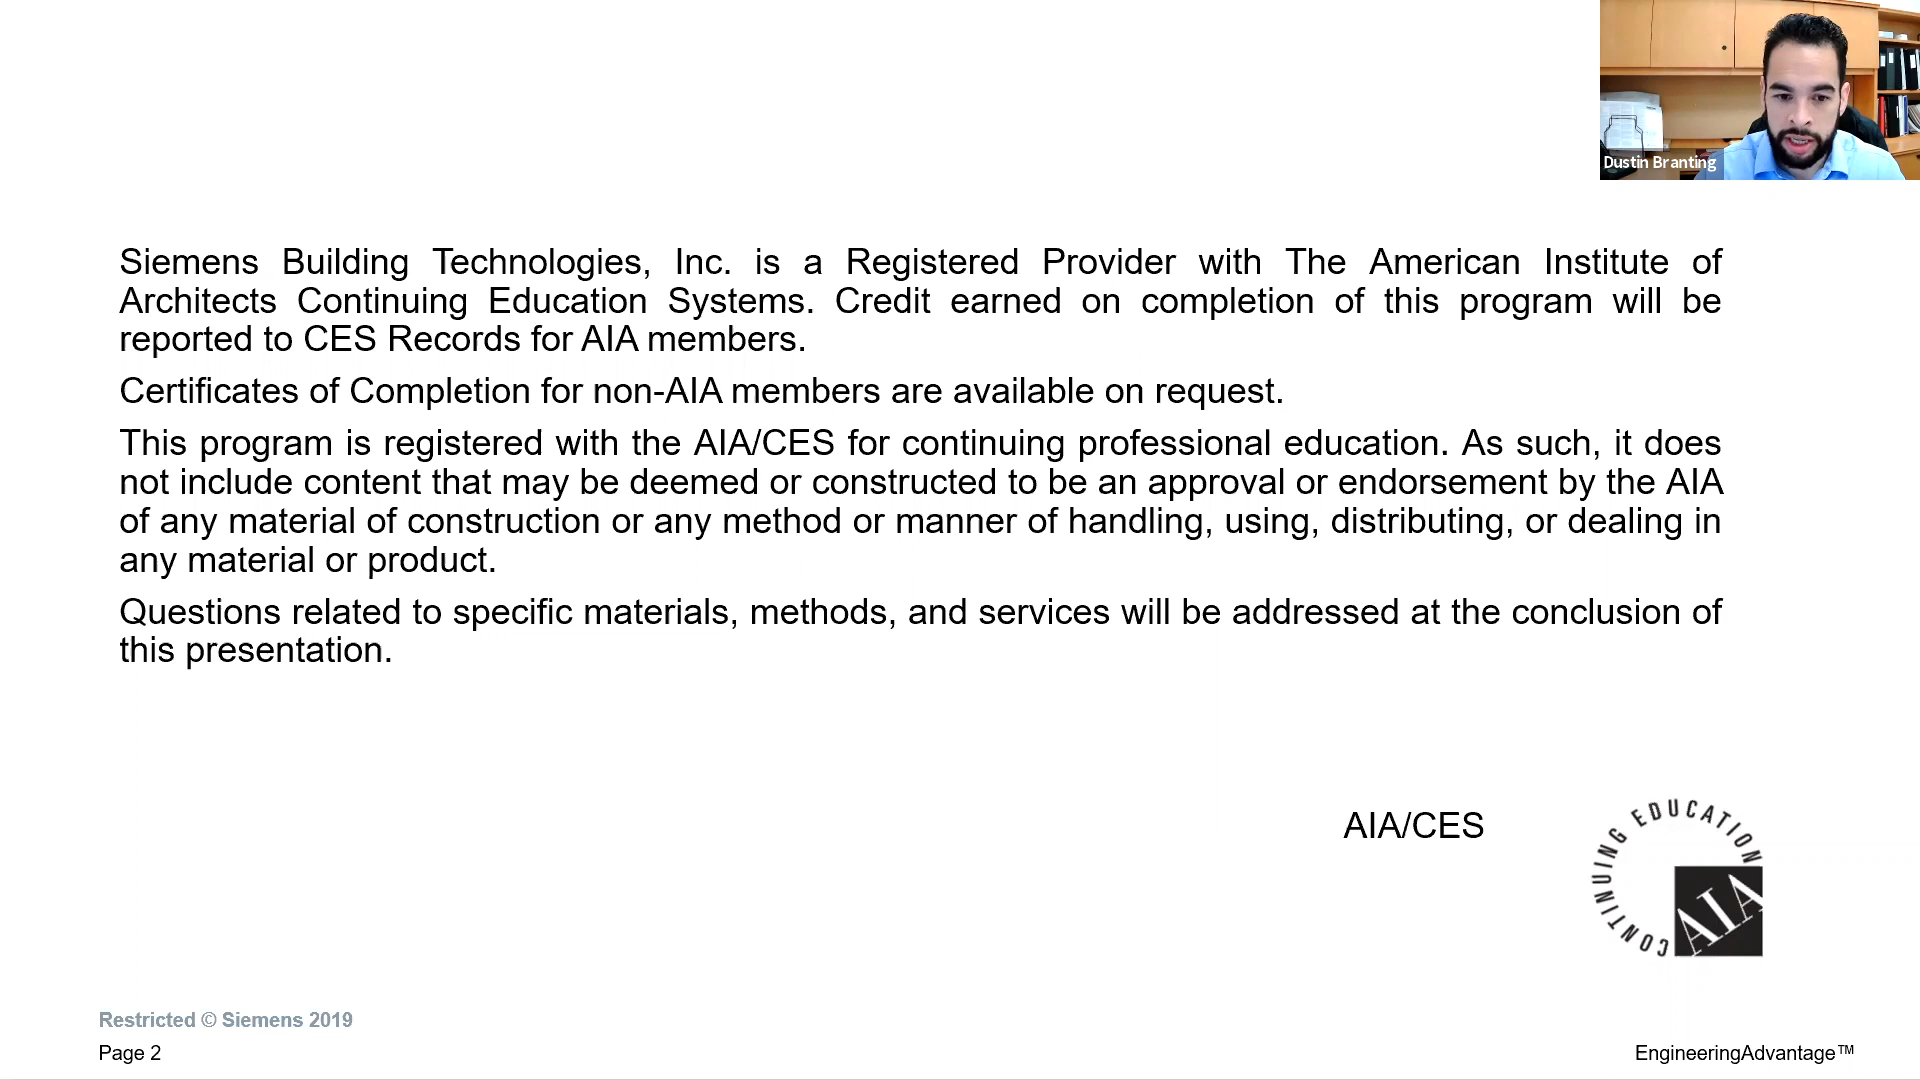 Dustin Branting
Siemens Building Technologies, Inc. is a Registered Provider with The American Institute of
Architects Continuing Education Systems. Credit earned on completion of this program will be
reported to CES Records for AIA members.
Certificates of Completion for non-AIA members are available on request.
This program is registered with the AIA/CES for continuing professional education. As such, it does
not include content that may be deemed or constructed to be an approval or endorsement by the AIA
of any material of construction or any method or manner of handling, using, distributing, or dealing in
any material or product.
Questions related to specific materials, methods, and services will be addressed at the conclusion of
this presentation.
AIA/CES
CONTINUING EDUCATION
AIA
Restricted © Siemens 2019
Page 2
EngineeringAdvantage™